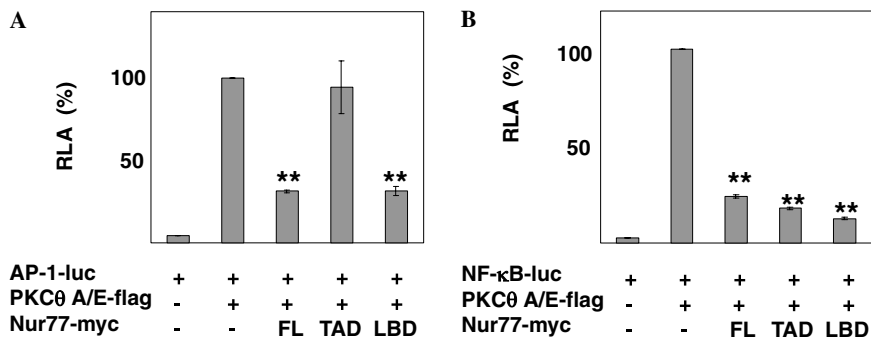 A
RLA (%)
100
50
** **
AP-1-luc + + + + +
PKCθ A/E-flag - + + + +
Nur77-myc - - FL TAD LBD
B
RLA (%)
100
50
** ** **
NF-κB-luc + + + + +
PKCθ A/E-flag - + + + +
Nur77-myc - - FL TAD LBD